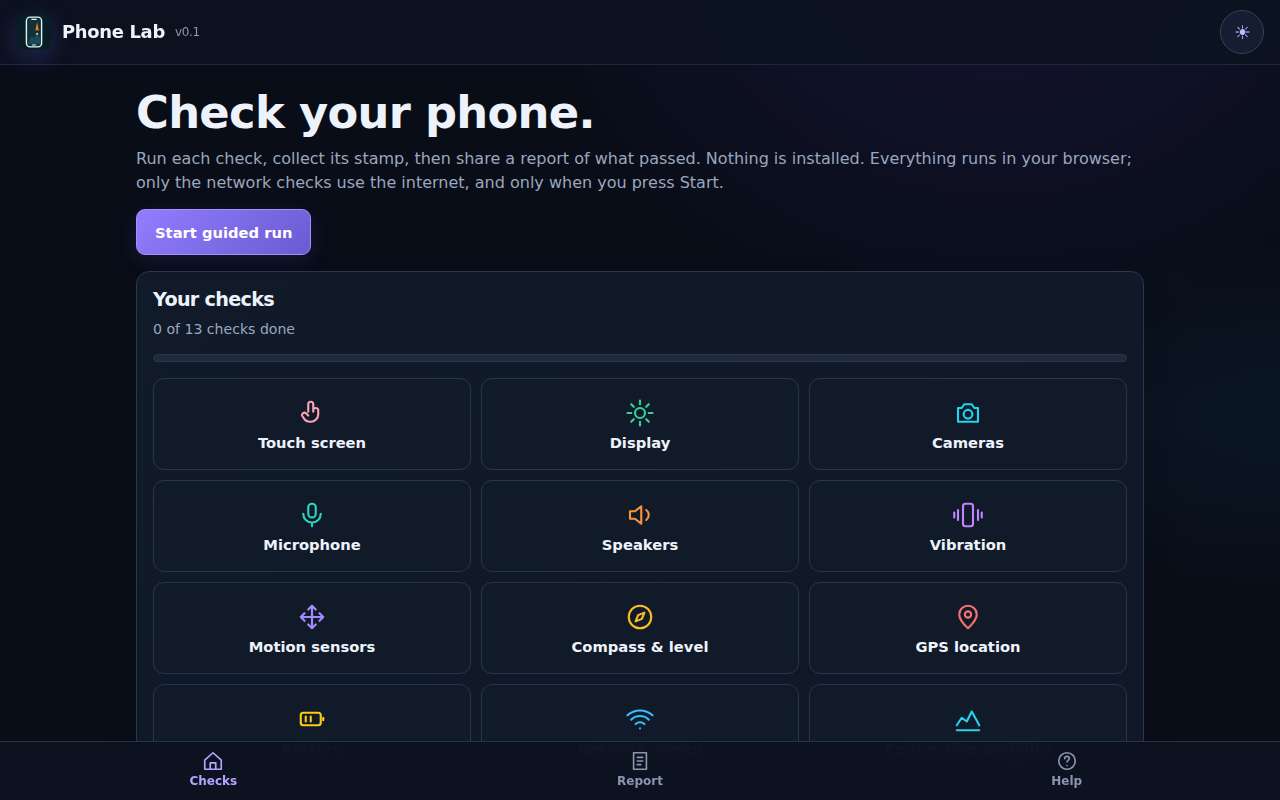 Phone Lab v0.1
Check your phone.
Run each check, collect its stamp, then share a report of what passed. Nothing is installed. Everything runs in your browser;
only the network checks use the internet, and only when you press Start.
Start guided run
Your checks
0 of 13 checks done
Touch screen
Display
Cameras
Microphone
Speakers
Vibration
Motion sensors
Compass & level
GPS location
Checks
Report
Help